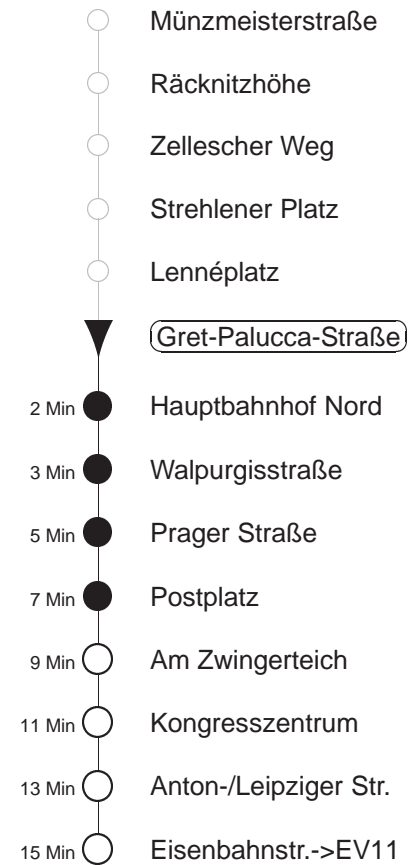 Münzmeisterstraße
Räcknitzhöhe
Zellescher Weg
Strehlener Platz
Lennéplatz
Gret-Palucca-Straße
2 Min Hauptbahnhof Nord
3 Min Walpurgisstraße
5 Min Prager Straße
7 Min Postplatz
9 Min Am Zwingerteich
11 Min Kongresszentrum
13 Min Anton-/Leipziger Str.
15 Min Eisenbahnstr.->EV11